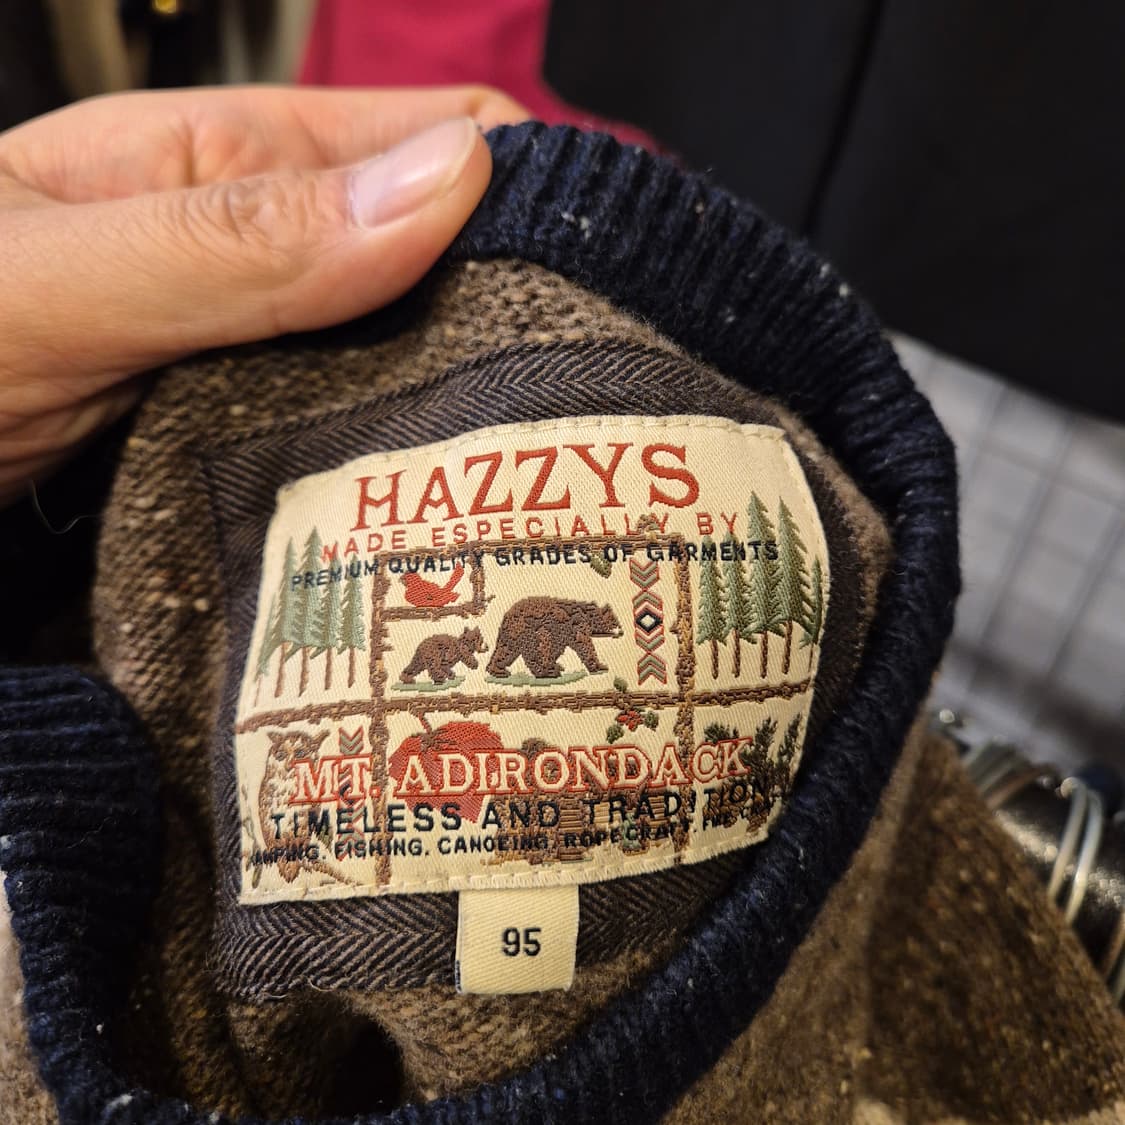 HAZZYS
MADE ESPECIALLY BY
PREMIUM QUALITY GRADES OF GARMENTS
MT. ADIRONDACK
TIMELESS AND TRADITION
FISHING. CANOEING. ROPECRAFT.
95